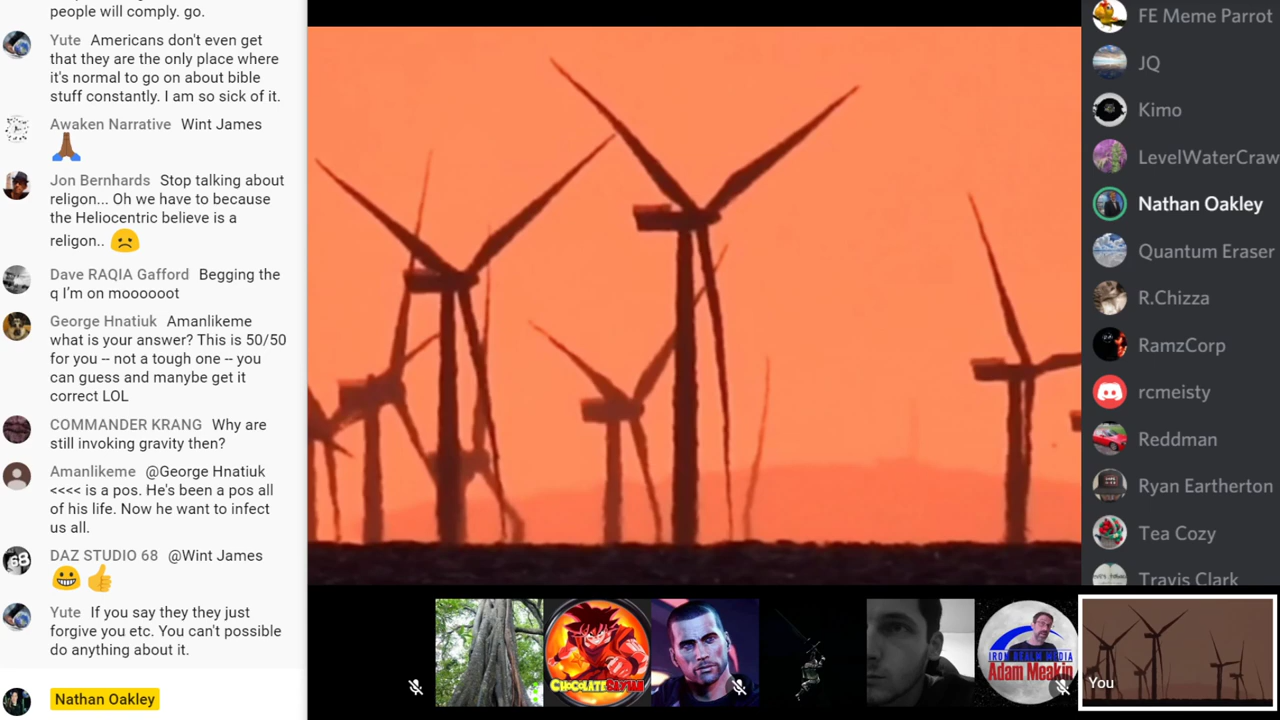 people will comply. go.
Yute Americans don't even get
that they are the only place where
it's normal to go on about bible
stuff constantly. I am so sick of it.
Awaken Narrative Wint James
Jon Bernhards Stop talking about
religon... Oh we have to because
the Heliocentric believe is a
religon..
Dave RAQIA Gafford Begging the
q I'm on moooooot
George Hnatiuk Amanlikeme
what is your answer? This is 50/50
for you -- not a tough one -- you
can guess and manybe get it
correct LOL
COMMANDER KRANG Why are
still invoking gravity then?
Amanlikeme @George Hnatiuk
<<<< is a pos. He's been a pos all
of his life. Now he want to infect
us all.
DAZ STUDIO 68 @Wint James
68
Yute If you say they they just
forgive you etc. You can't possible
do anything about it.
Nathan Oakley
CHOCOLATE SAIYAN
IRON REALM MEDIA
Adam Meakin
You
FE Meme Parrot
JQ
Kimo
LevelWaterCraw
Nathan Oakley
Quantum Eraser
R.Chizza
RamzCorp
rcmeisty
Reddman
Ryan Eartherton
Tea Cozy
Travis Clark